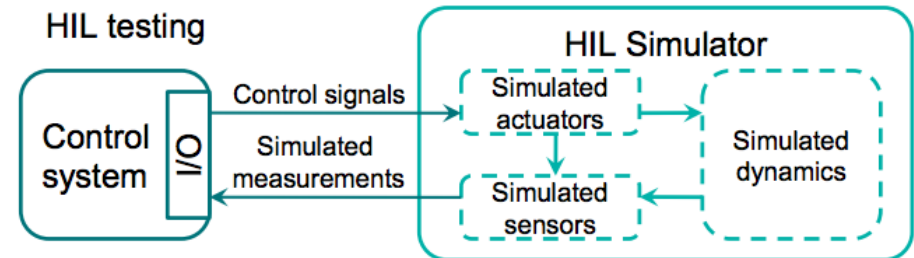 HIL testing
HIL Simulator
Control
system
I/O
Control signals
Simulated
measurements
Simulated
actuators
Simulated
sensors
Simulated
dynamics